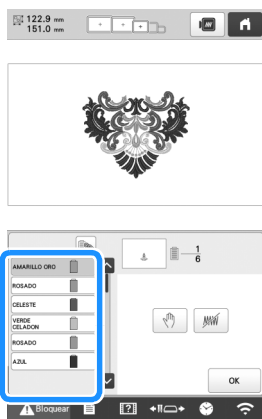 122.9 mm
151.0 mm
1
6
AMARILLO ORO
ROSADO
CELESTE
VERDE
CELADON
ROSADO
AZUL
OK
Bloquear
?